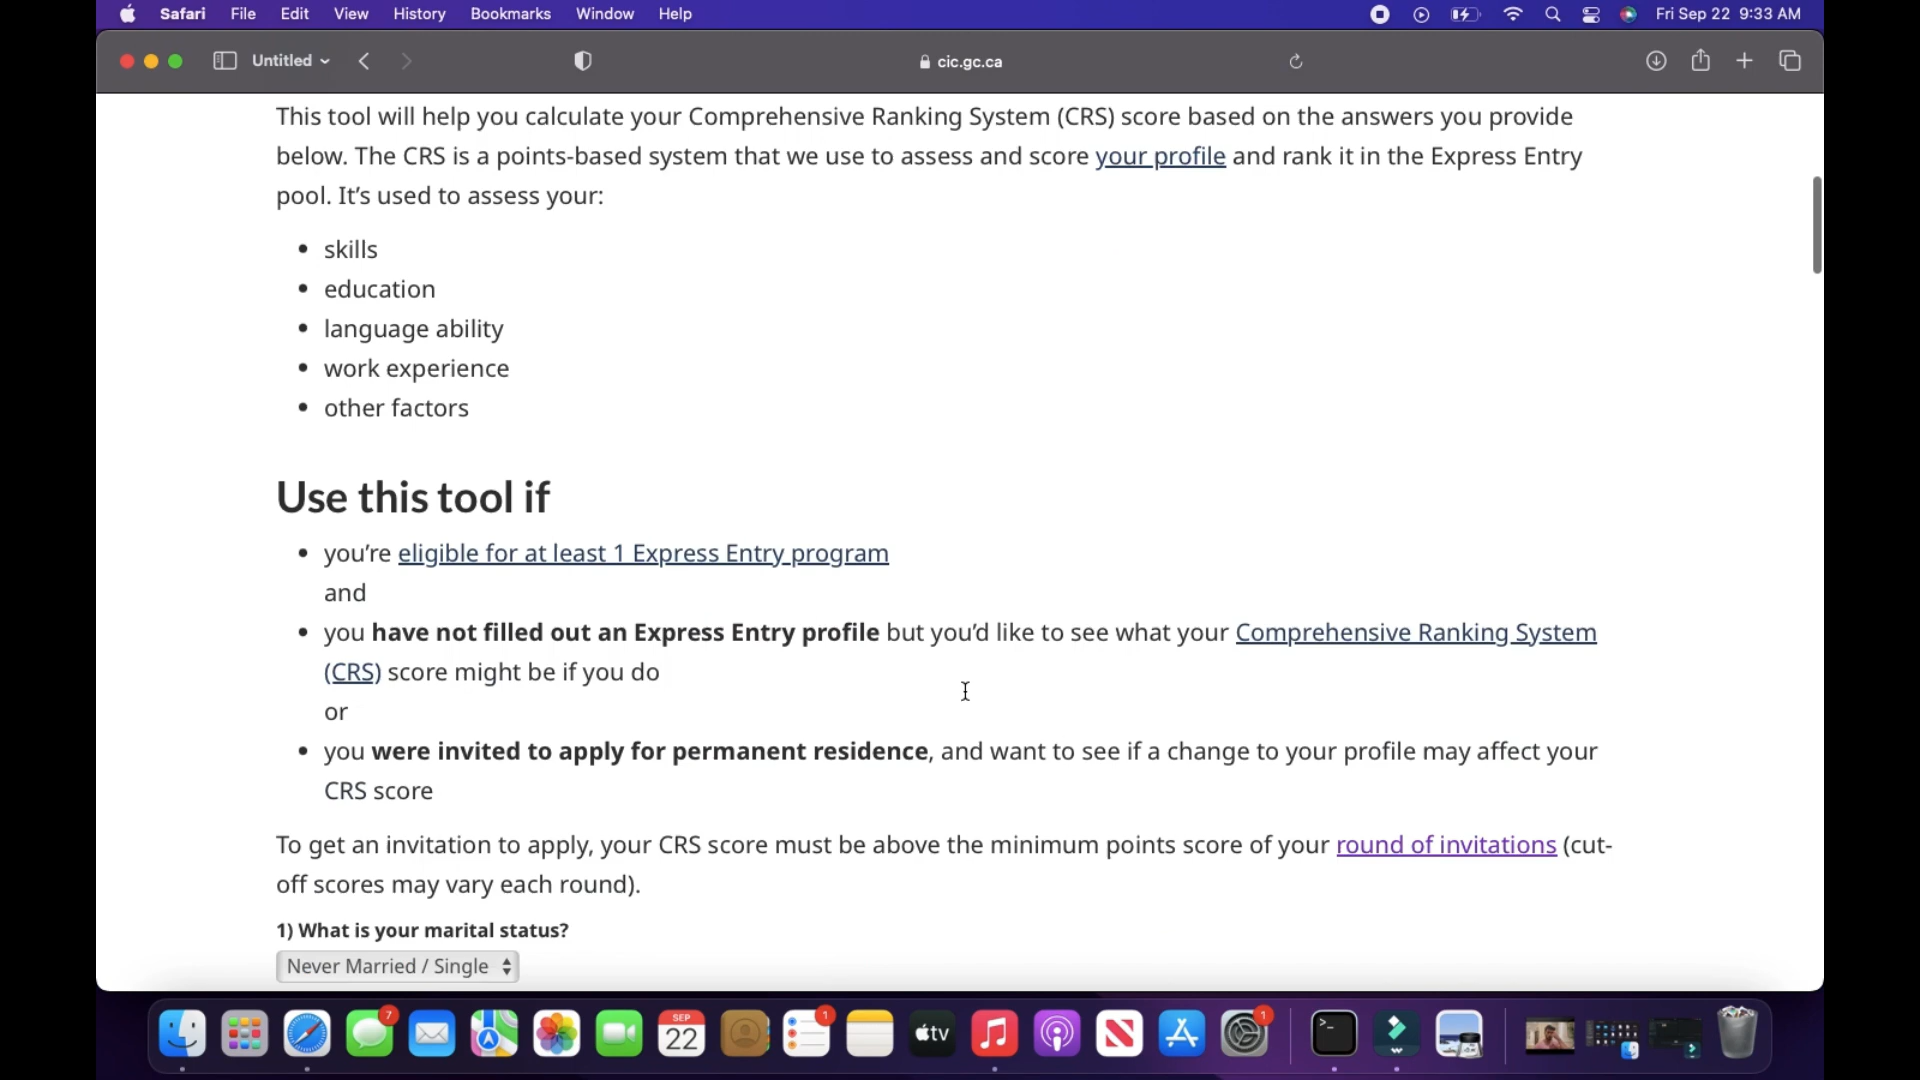 Safari File Edit View History Bookmarks Window Help Fri Sep 22 9:33 AM
Untitled cic.gc.ca
This tool will help you calculate your Comprehensive Ranking System (CRS) score based on the answers you provide
below. The CRS is a points-based system that we use to assess and score your profile and rank it in the Express Entry
pool. It’s used to assess your:
• skills
• education
• language ability
• work experience
• other factors
Use this tool if
• you’re eligible for at least 1 Express Entry program
and
• you have not filled out an Express Entry profile but you’d like to see what your Comprehensive Ranking System
(CRS) score might be if you do
or
• you were invited to apply for permanent residence, and want to see if a change to your profile may affect your
CRS score
To get an invitation to apply, your CRS score must be above the minimum points score of your round of invitations (cut-
off scores may vary each round).
1) What is your marital status?
Never Married / Single
7 SEP 22 1 tv 1 >_